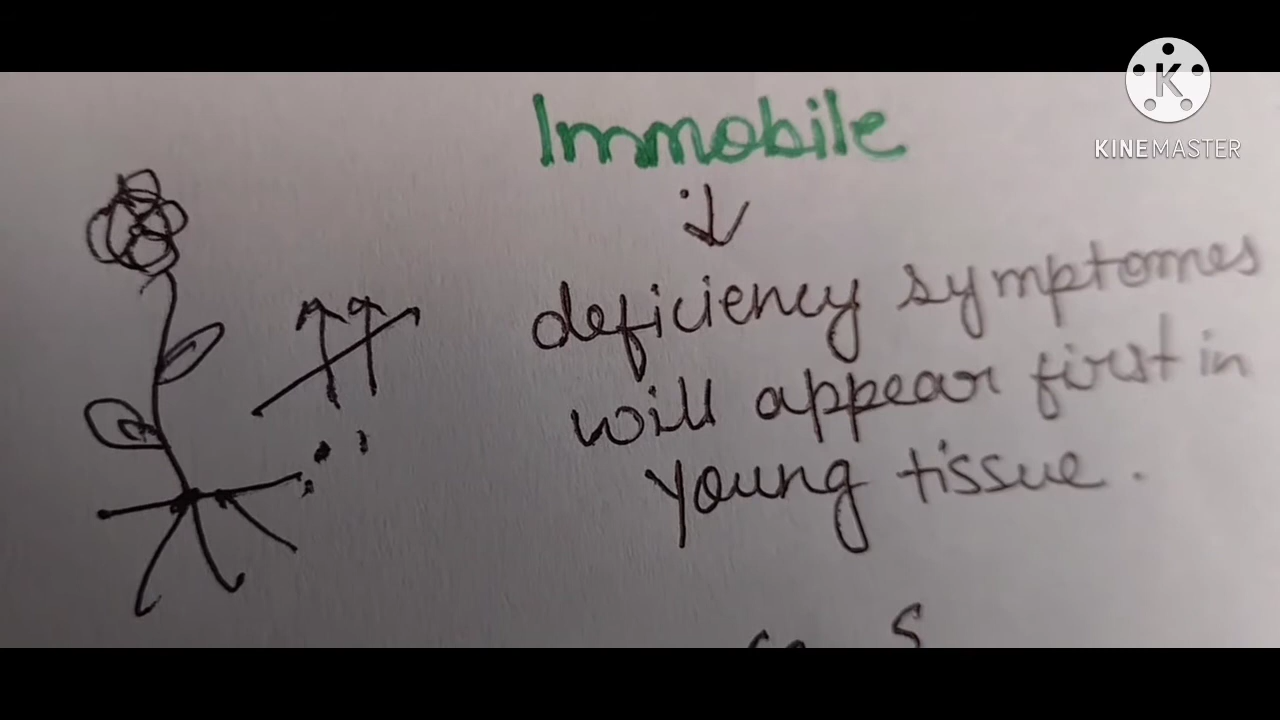 K
KINEMASTER
Immobile
deficiency symptomes
will appear first in
young tissue.